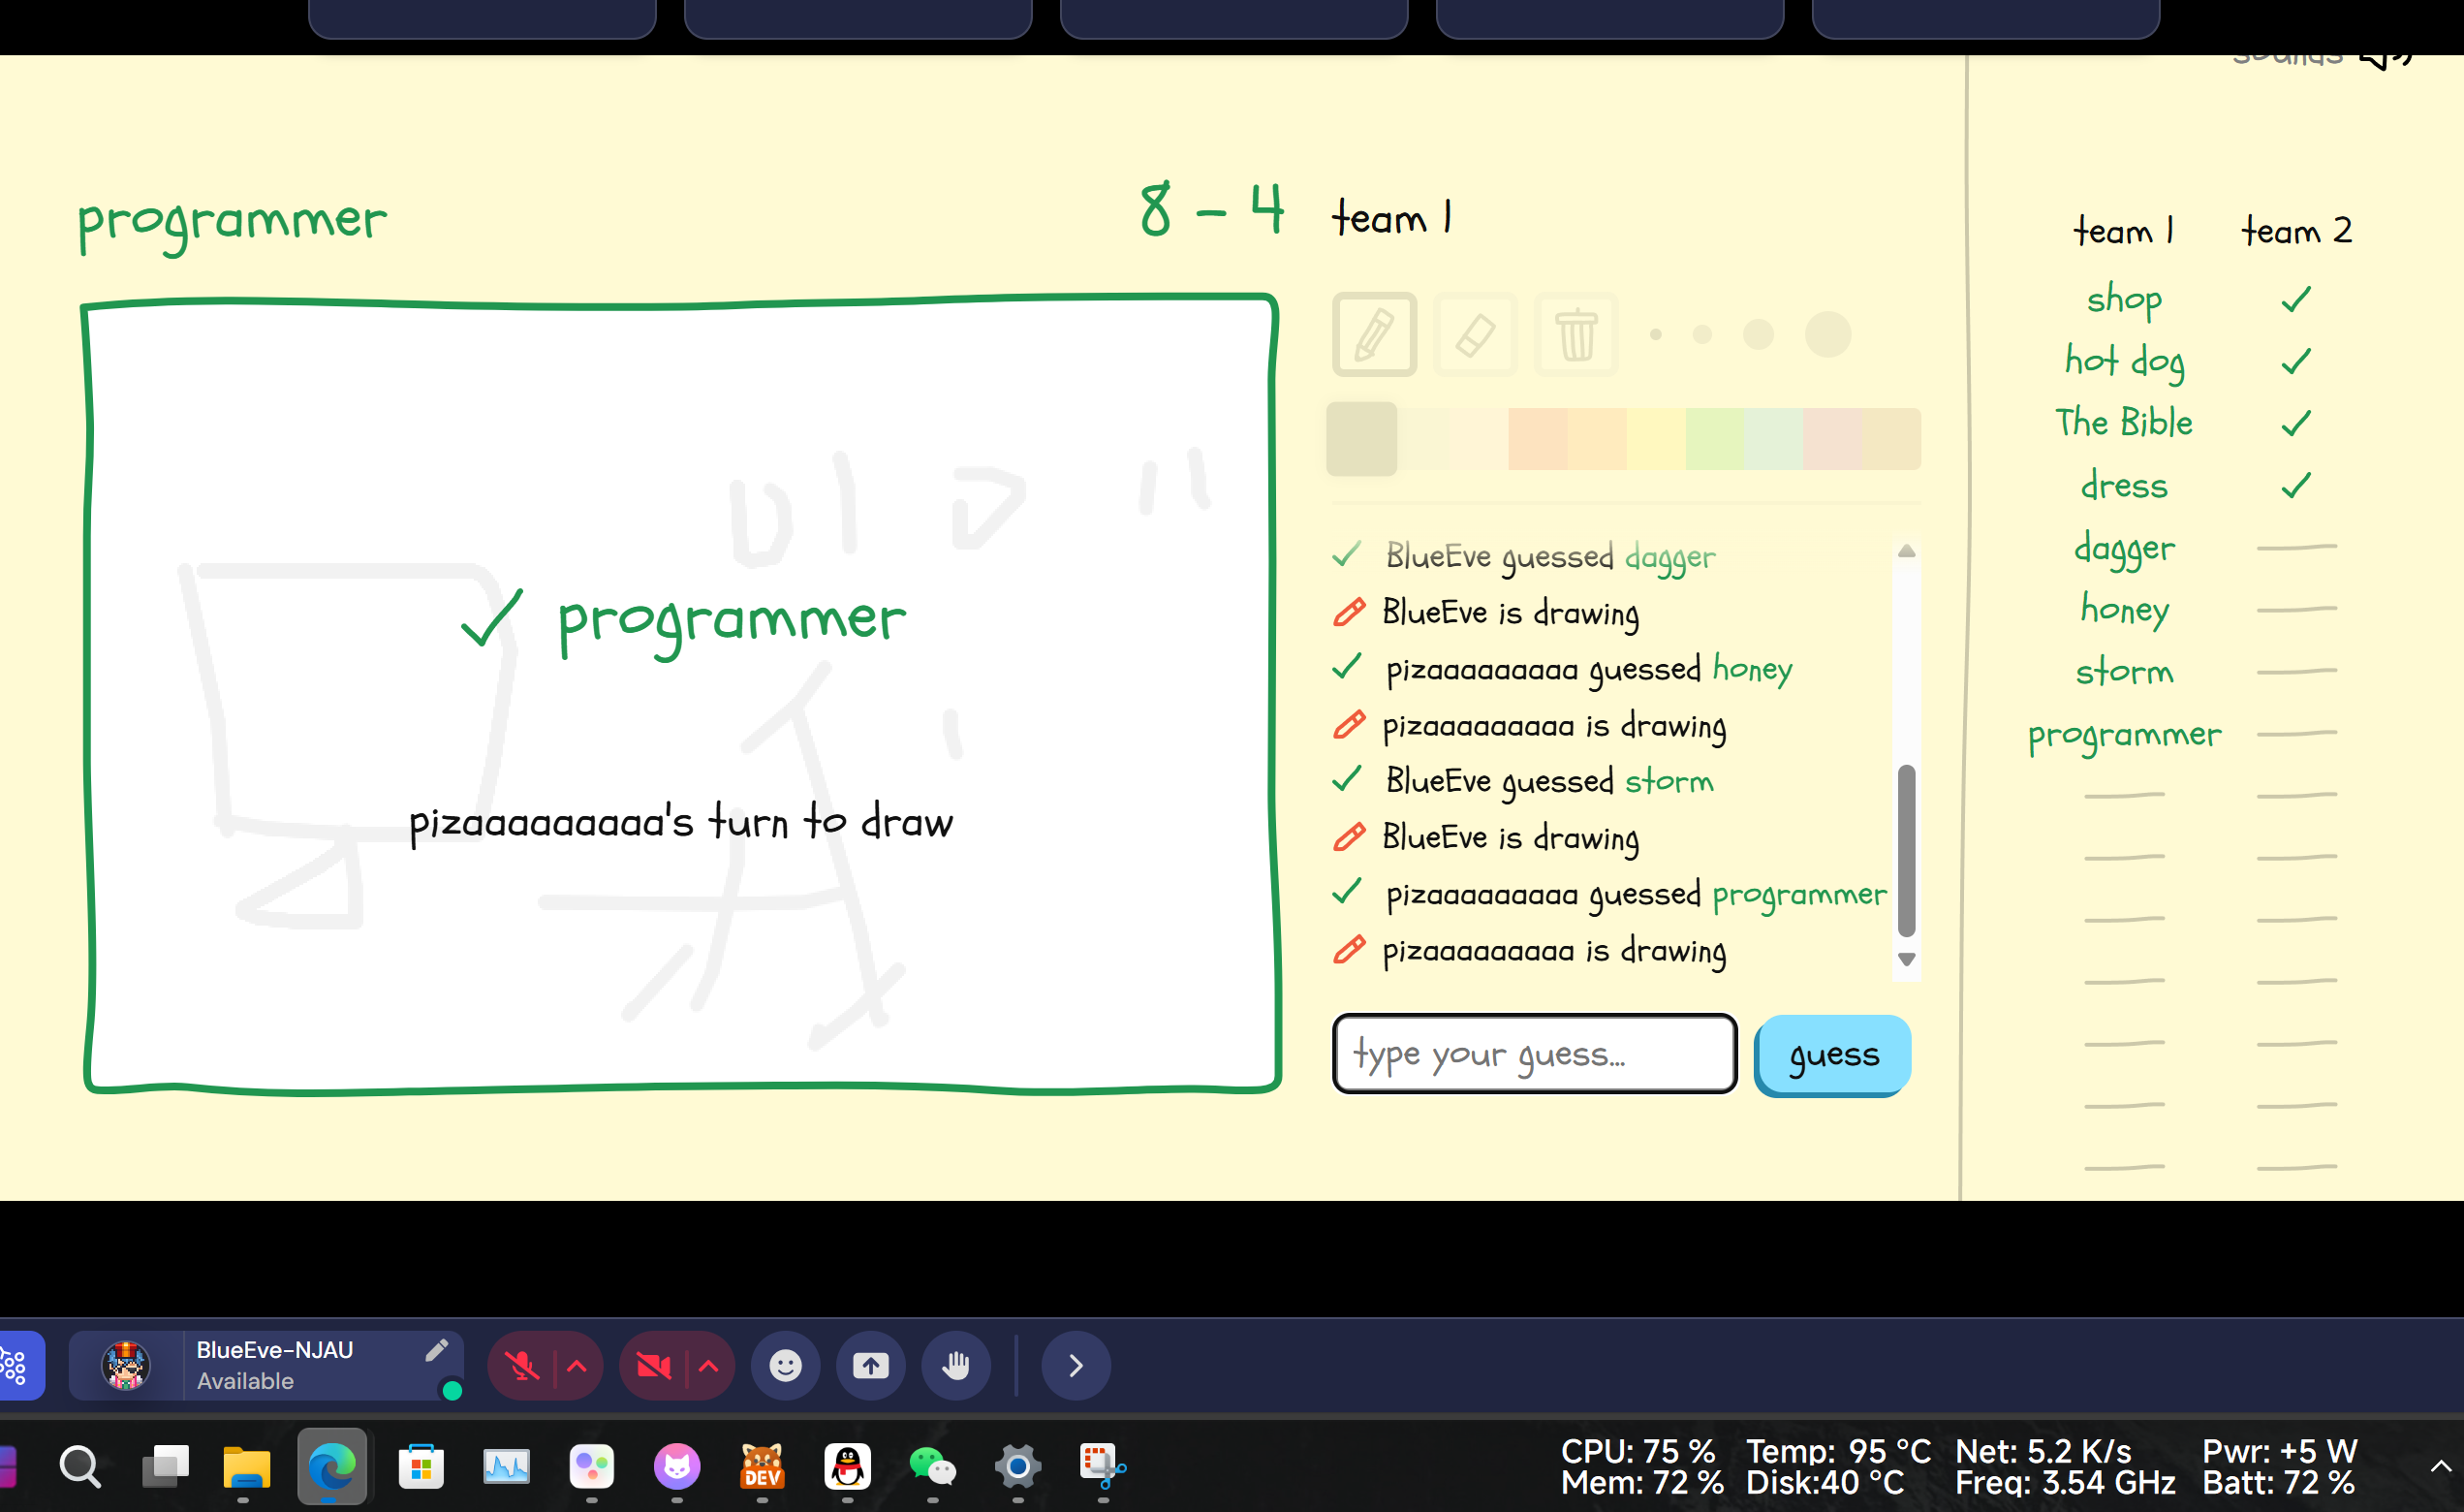 sounds
programmer
8 - 4
team 1
programmer
pizaaaaaaaaa's turn to draw
BlueEve guessed dagger
BlueEve is drawing
pizaaaaaaaaa guessed honey
pizaaaaaaaaa is drawing
BlueEve guessed storm
BlueEve is drawing
pizaaaaaaaaa guessed programmer
pizaaaaaaaaa is drawing
type your guess...
guess
team 1 team 2
shop
hot dog
The Bible
dress
dagger
honey
storm
programmer
BlueEve-NJAU
Available
DEV
CPU: 75 % Temp: 95 °C Net: 5.2 K/s Pwr: +5 W
Mem: 72 % Disk:40 °C Freq: 3.54 GHz Batt: 72 %